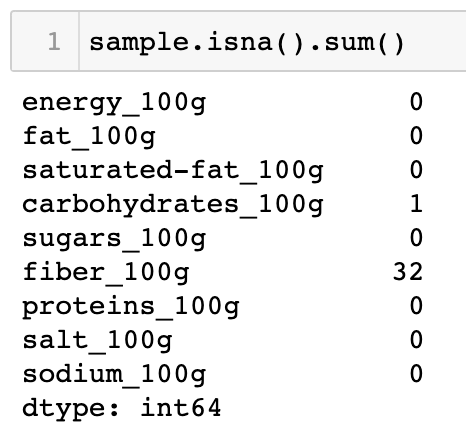 1 sample.isna().sum()
energy_100g 0
fat_100g 0
saturated-fat_100g 0
carbohydrates_100g 1
sugars_100g 0
fiber_100g 32
proteins_100g 0
salt_100g 0
sodium_100g 0
dtype: int64